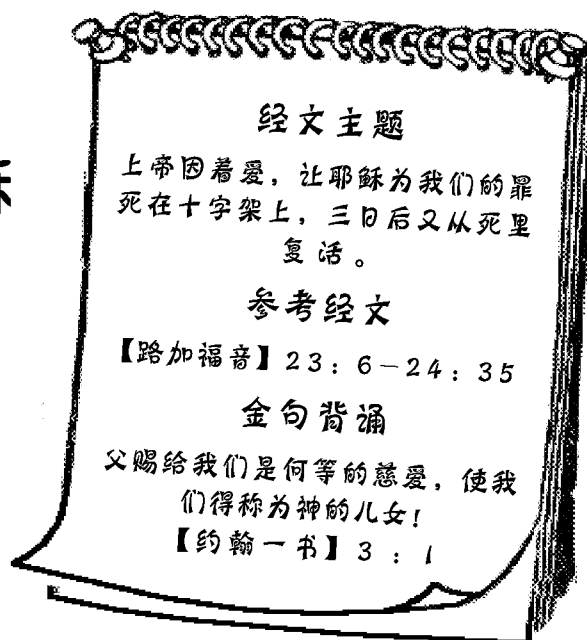 经文主题
上帝因着爱，让耶稣为我们的罪
死在十字架上，三日后又从死里
复活。
参考经文
【路加福音】23：6－24：35
金句背诵
父赐给我们是何等的慈爱，使我
们得称为神的儿女！
【约翰一书】3：1